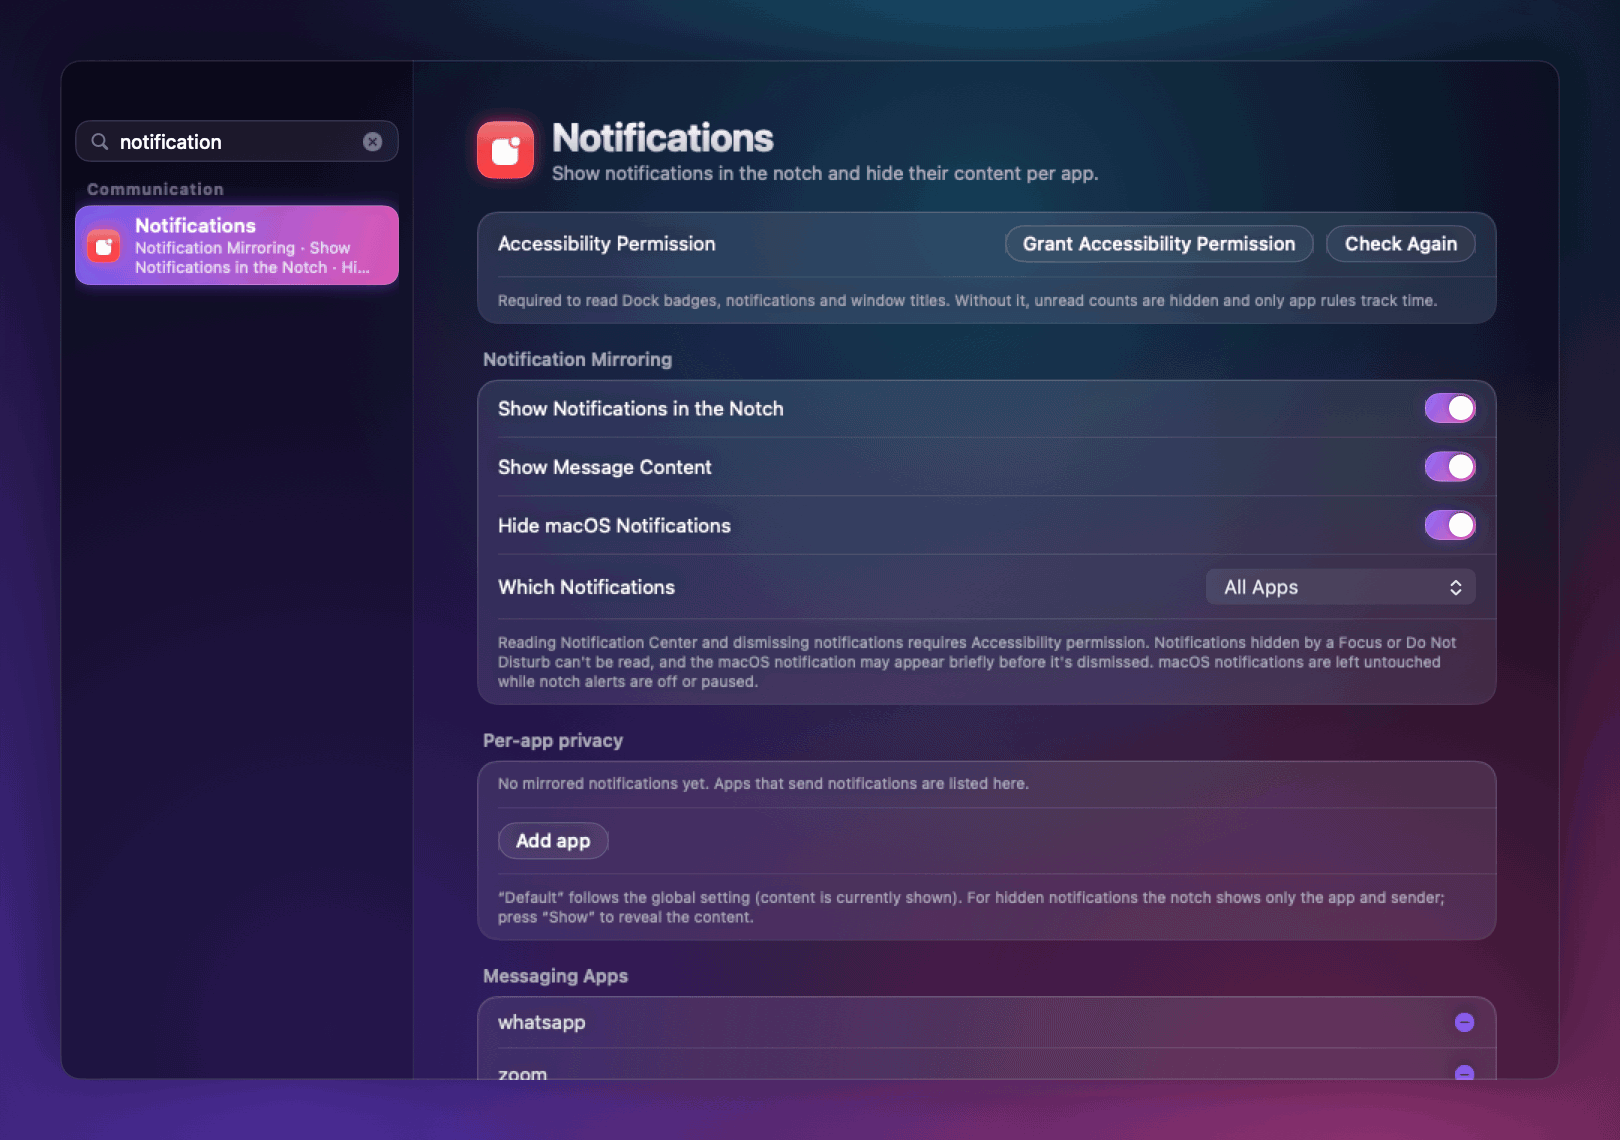 notification
Communication
Notifications
Notification Mirroring · Show
Notifications in the Notch · Hi...
Notifications
Show notifications in the notch and hide their content per app.
Accessibility Permission
Grant Accessibility Permission
Check Again
Required to read Dock badges, notifications and window titles. Without it, unread counts are hidden and only app rules track time.
Notification Mirroring
Show Notifications in the Notch
Show Message Content
Hide macOS Notifications
Which Notifications
All Apps
Reading Notification Center and dismissing notifications requires Accessibility permission. Notifications hidden by a Focus or Do Not
Disturb can't be read, and the macOS notification may appear briefly before it's dismissed. macOS notifications are left untouched
while notch alerts are off or paused.
Per-app privacy
No mirrored notifications yet. Apps that send notifications are listed here.
Add app
“Default” follows the global setting (content is currently shown). For hidden notifications the notch shows only the app and sender;
press “Show” to reveal the content.
Messaging Apps
whatsapp
zoom